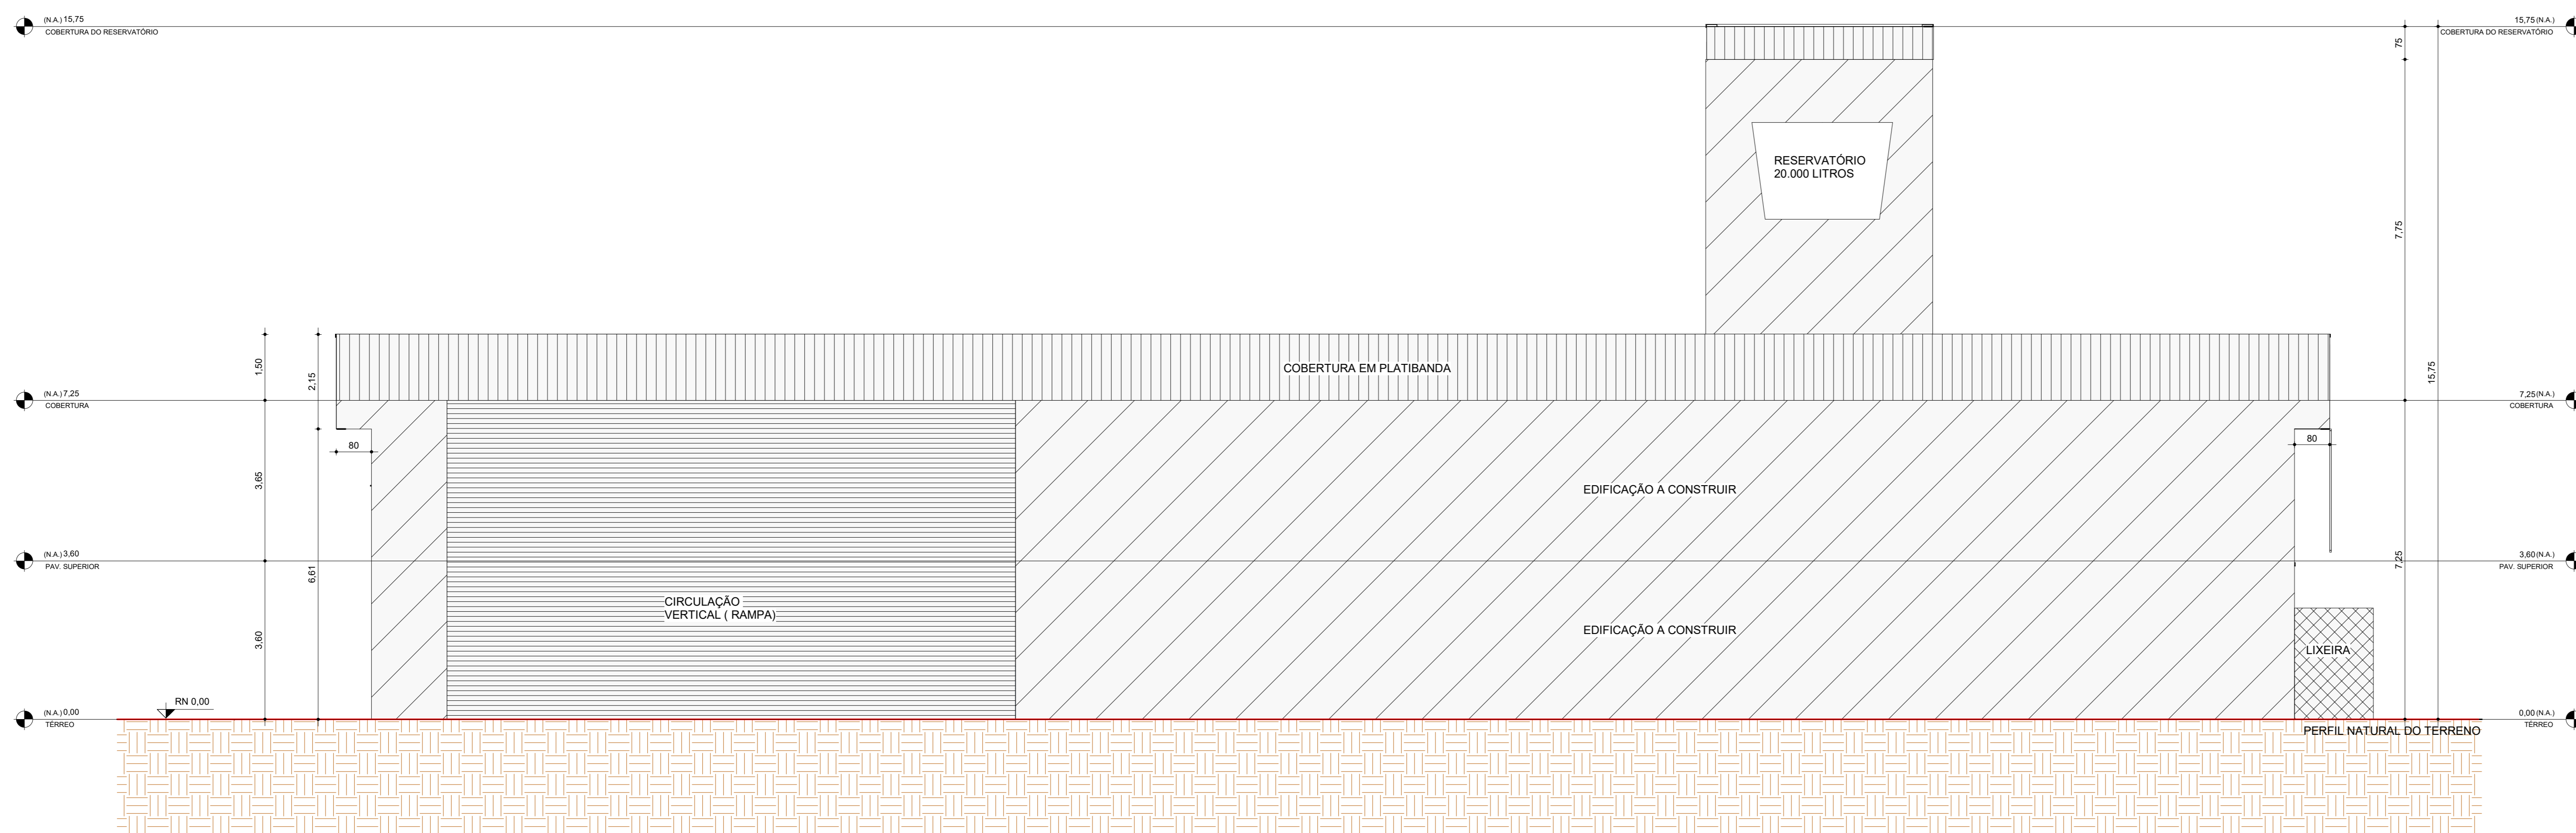 (N.A.) 15,75
COBERTURA DO RESERVATÓRIO
15,75 (N.A.)
COBERTURA DO RESERVATÓRIO
75
RESERVATÓRIO
20.000 LITROS
7,75
1,50
2,15
COBERTURA EM PLATIBANDA
15,75
(N.A.) 7,25
COBERTURA
7,25 (N.A.)
COBERTURA
80
80
3,65
EDIFICAÇÃO A CONSTRUIR
(N.A.) 3,60
PAV. SUPERIOR
3,60 (N.A.)
PAV. SUPERIOR
6,61
7,25
CIRCULAÇÃO
VERTICAL ( RAMPA)
3,60
EDIFICAÇÃO A CONSTRUIR
LIXEIRA
RN 0,00
(N.A.) 0,00
TÉRREO
0,00 (N.A.)
TÉRREO
PERFIL NATURAL DO TERRENO